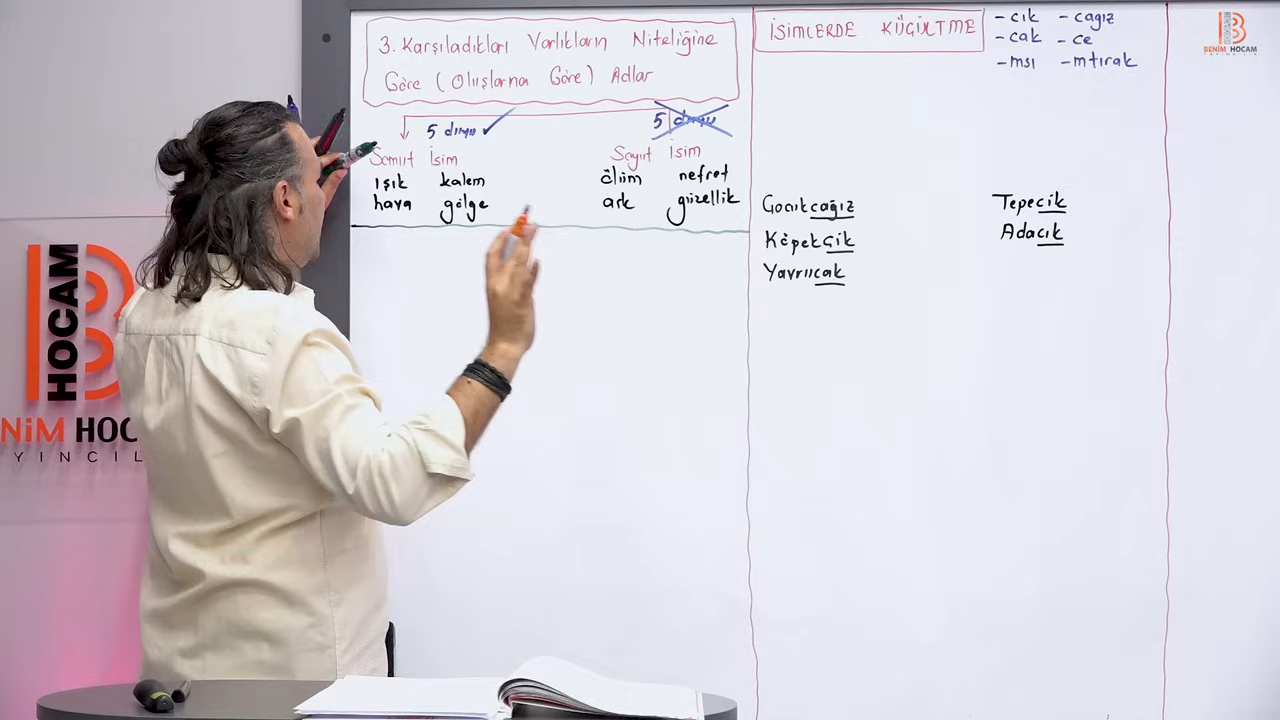 3. Karşıladıkları Varlıkların Niteliğine
Göre (Oluşlarına Göre) Adlar
5 duyu ✓
Somut İsim
ışık kalem
hava gölge
5 duyu
Soyut İsim
ölüm nefret
aşk güzellik
İSİMLERDE KÜÇÜLTME
-cık -cağız
-cak -ce
-msı -mtırak
Çocukcağız
Köpekçik
Yavrucak
Tepecik
Adacık
BENİM HOCAM
YAYINCILIK
B
HOCAM
NİM HOC
YINCIL